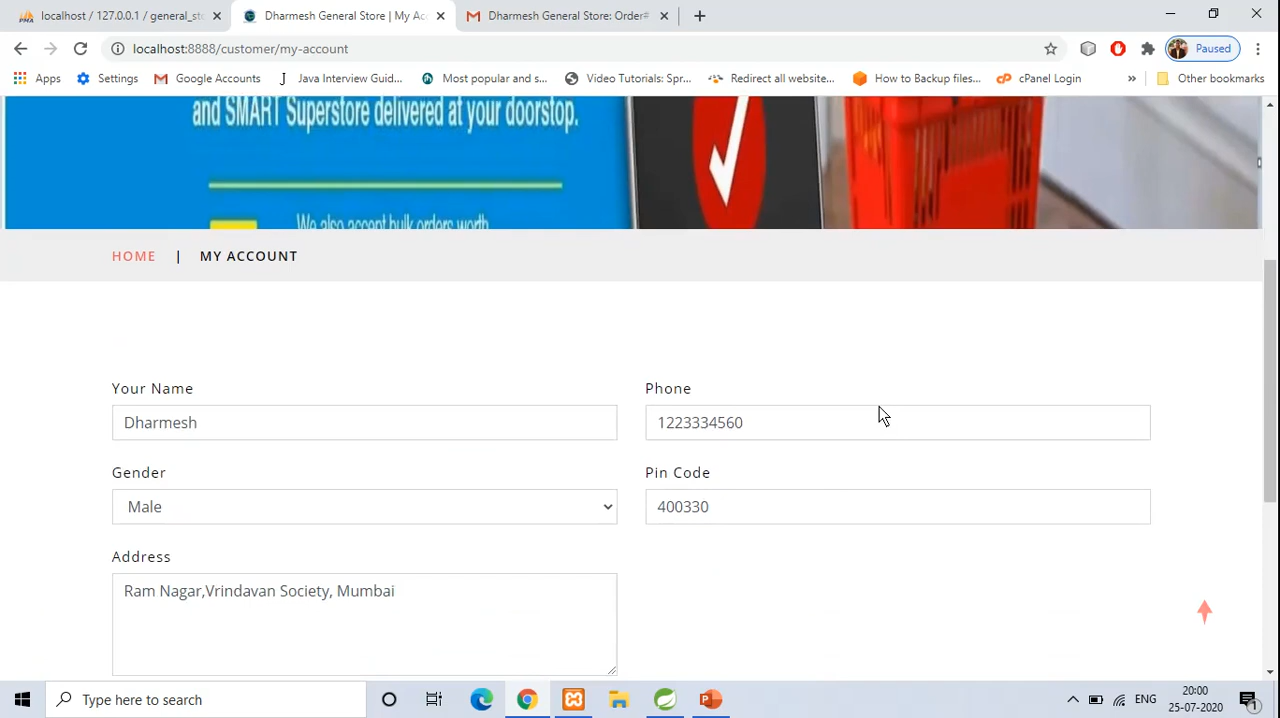 localhost / 127.0.0.1 / general_st
Dharmesh General Store | My Acc
Dharmesh General Store: Order#
localhost:8888/customer/my-account
Paused
Apps
Settings
Google Accounts
Java Interview Guid...
Most popular and s...
Video Tutorials: Spr...
Redirect all website...
How to Backup files...
cPanel Login
»
Other bookmarks
and SMART Superstore delivered at your doorstop.
We also accept bulk orders worth
HOME | MY ACCOUNT
Your Name
Phone
Dharmesh
1223334560
Gender
Pin Code
Male
400330
Address
Ram Nagar,Vrindavan Society, Mumbai
Type here to search
ENG
20:00
25-07-2020
1